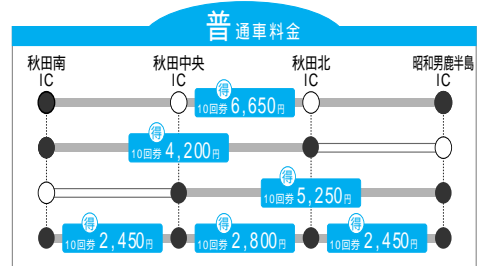 普通車料金
秋田南 秋田中央 秋田北 昭和男鹿半島
IC IC IC IC
得
10回券6,650円
得
10回券4,200円
得
10回券5,250円
得 得 得
10回券2,450円 10回券2,800円 10回券2,450円